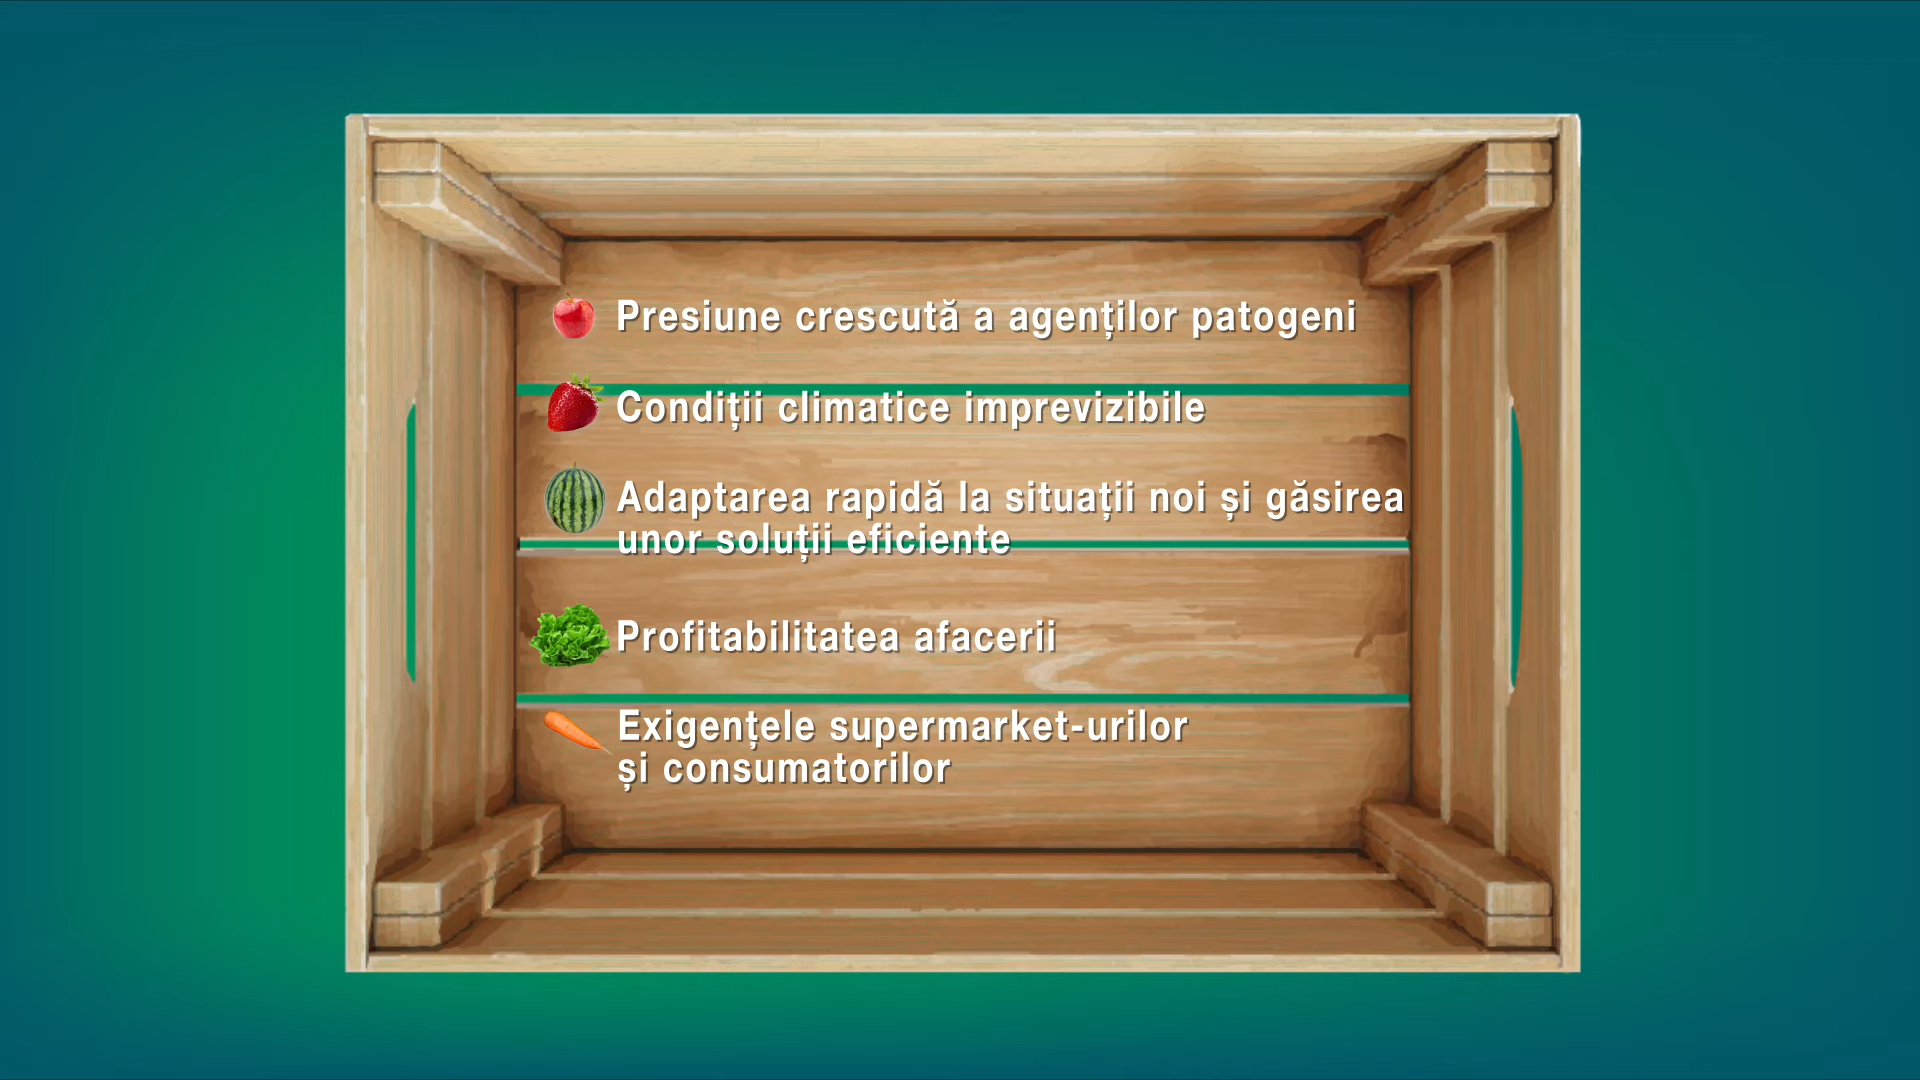 Presiune crescută a agenților patogeni
Condiții climatice imprevizibile
Adaptarea rapidă la situații noi și găsirea
unor soluții eficiente
Profitabilitatea afacerii
Exigențele supermarket-urilor
și consumatorilor